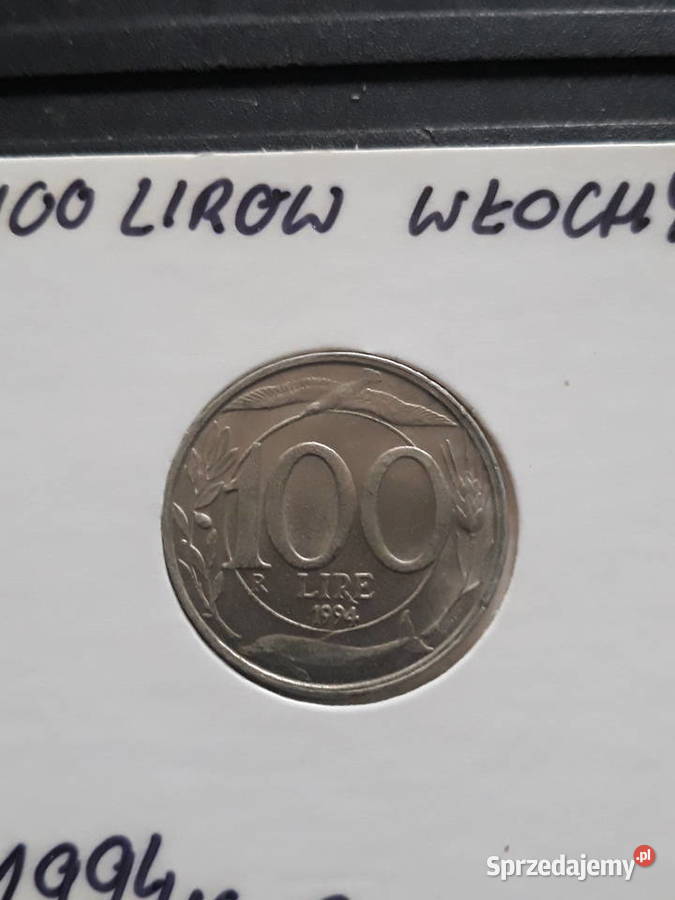 100 LIROW WŁOCHY
100
R LIRE
1994
1994
Sprzedajemy.pl